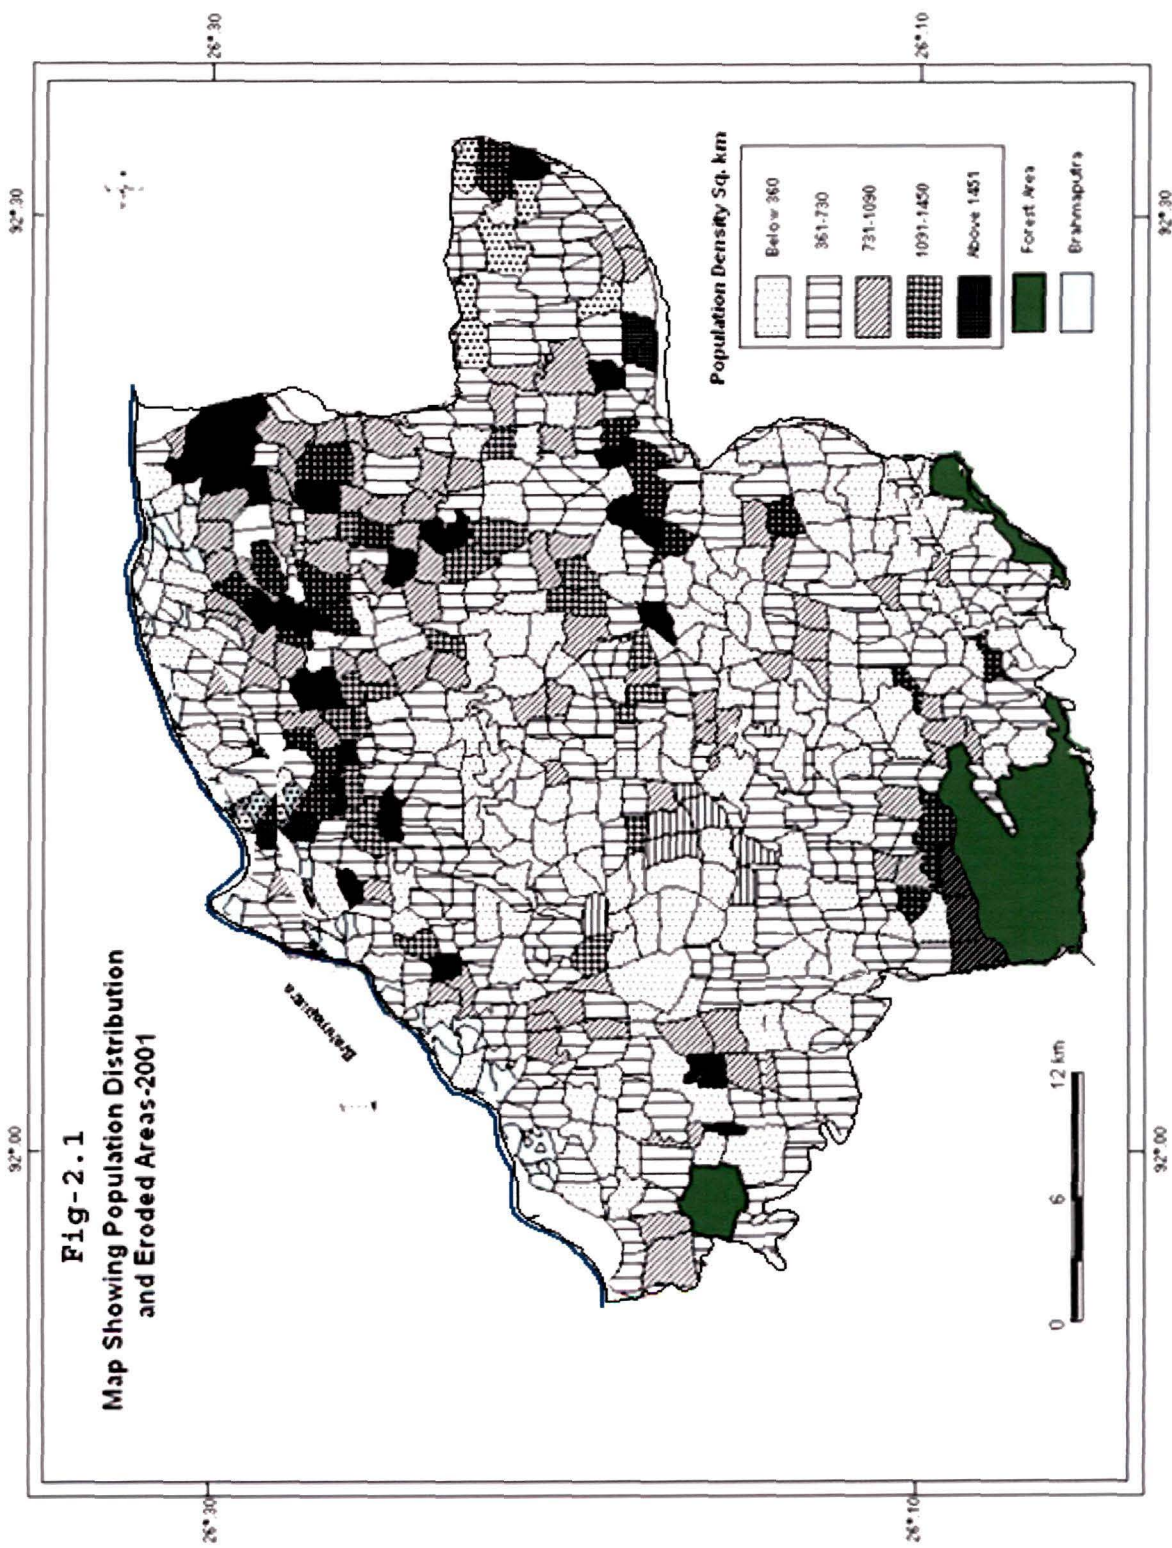 Fig-2.1
Map Showing Population Distribution
and Eroded Areas-2001
92°.00
92°.30
26°.30
26°.10
26°.30
26°.10
92°.00
92°.30
Brahmaputra
Population Density Sq. km
Below 360
361-730
731-1090
1091-1450
Above 1451
Forest Area
Brahmaputra
0
6
12 km